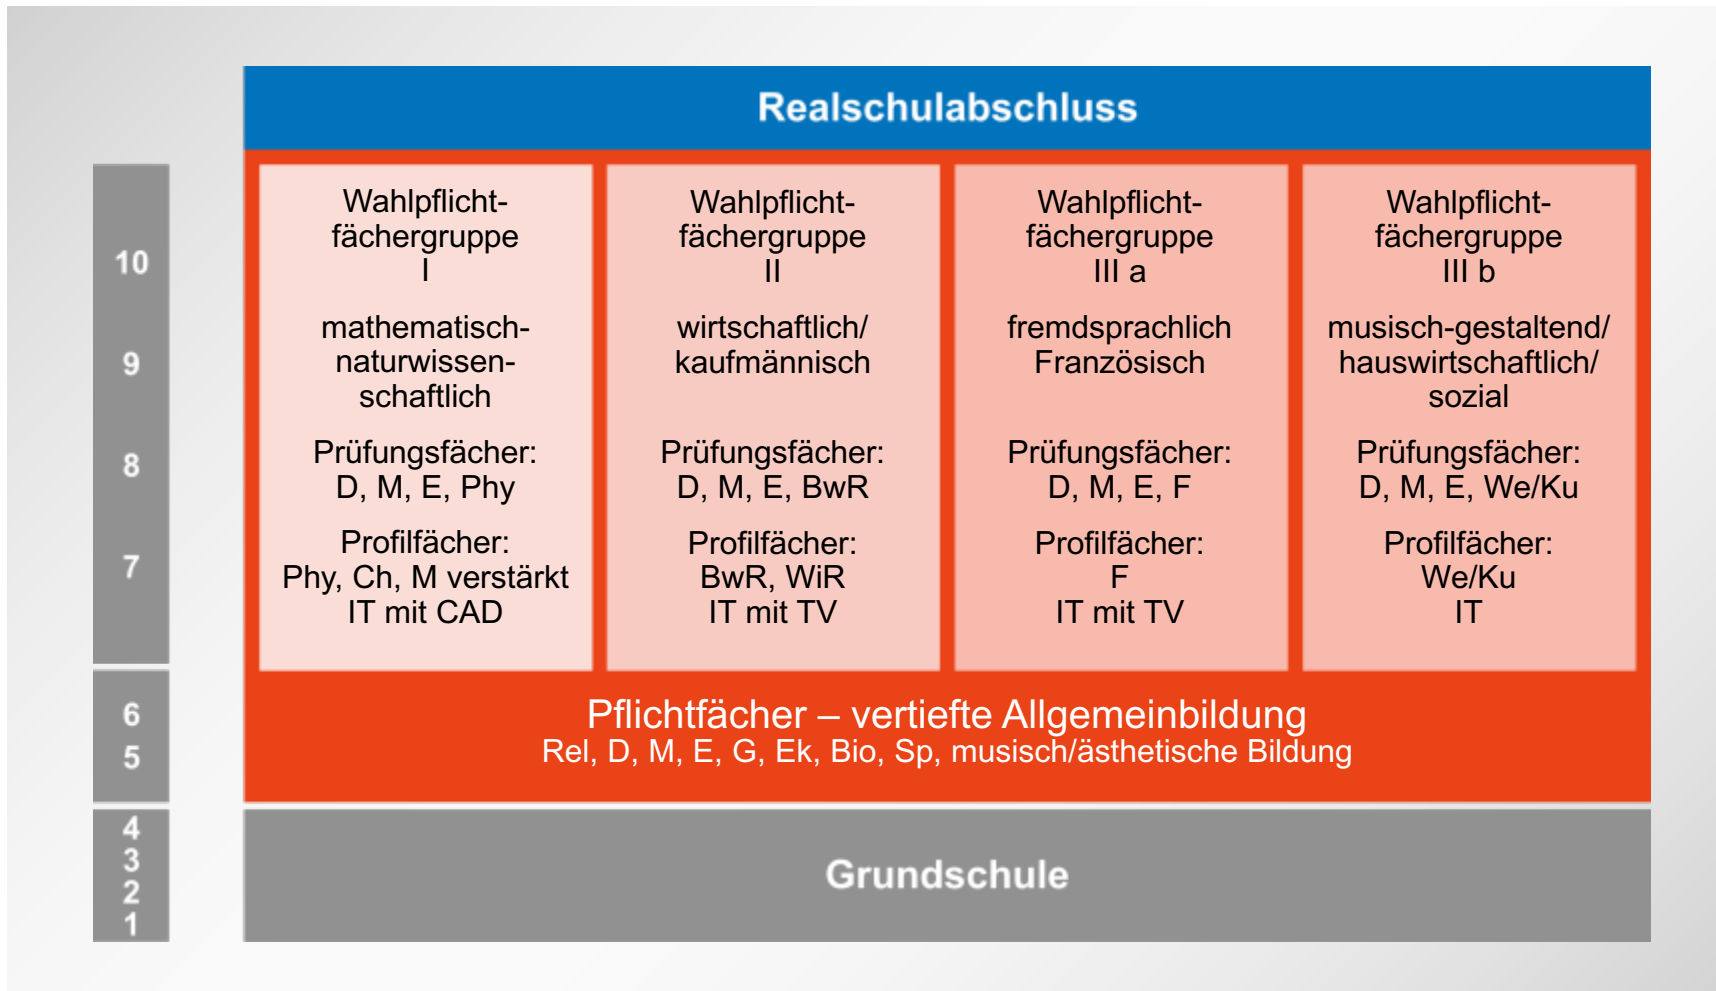 Realschulabschluss
10
9
8
7
Wahlpflicht-
fächergruppe
I
mathematisch-
naturwissen-
schaftlich
Prüfungsfächer:
D, M, E, Phy
Profilfächer:
Phy, Ch, M verstärkt
IT mit CAD
Wahlpflicht-
fächergruppe
II
wirtschaftlich/
kaufmännisch
Prüfungsfächer:
D, M, E, BwR
Profilfächer:
BwR, WiR
IT mit TV
Wahlpflicht-
fächergruppe
III a
fremdsprachlich
Französisch
Prüfungsfächer:
D, M, E, F
Profilfächer:
F
IT mit TV
Wahlpflicht-
fächergruppe
III b
musisch-gestaltend/
hauswirtschaftlich/
sozial
Prüfungsfächer:
D, M, E, We/Ku
Profilfächer:
We/Ku
IT
6
5
Pflichtfächer – vertiefte Allgemeinbildung
Rel, D, M, E, G, Ek, Bio, Sp, musisch/ästhetische Bildung
4
3
2
1
Grundschule